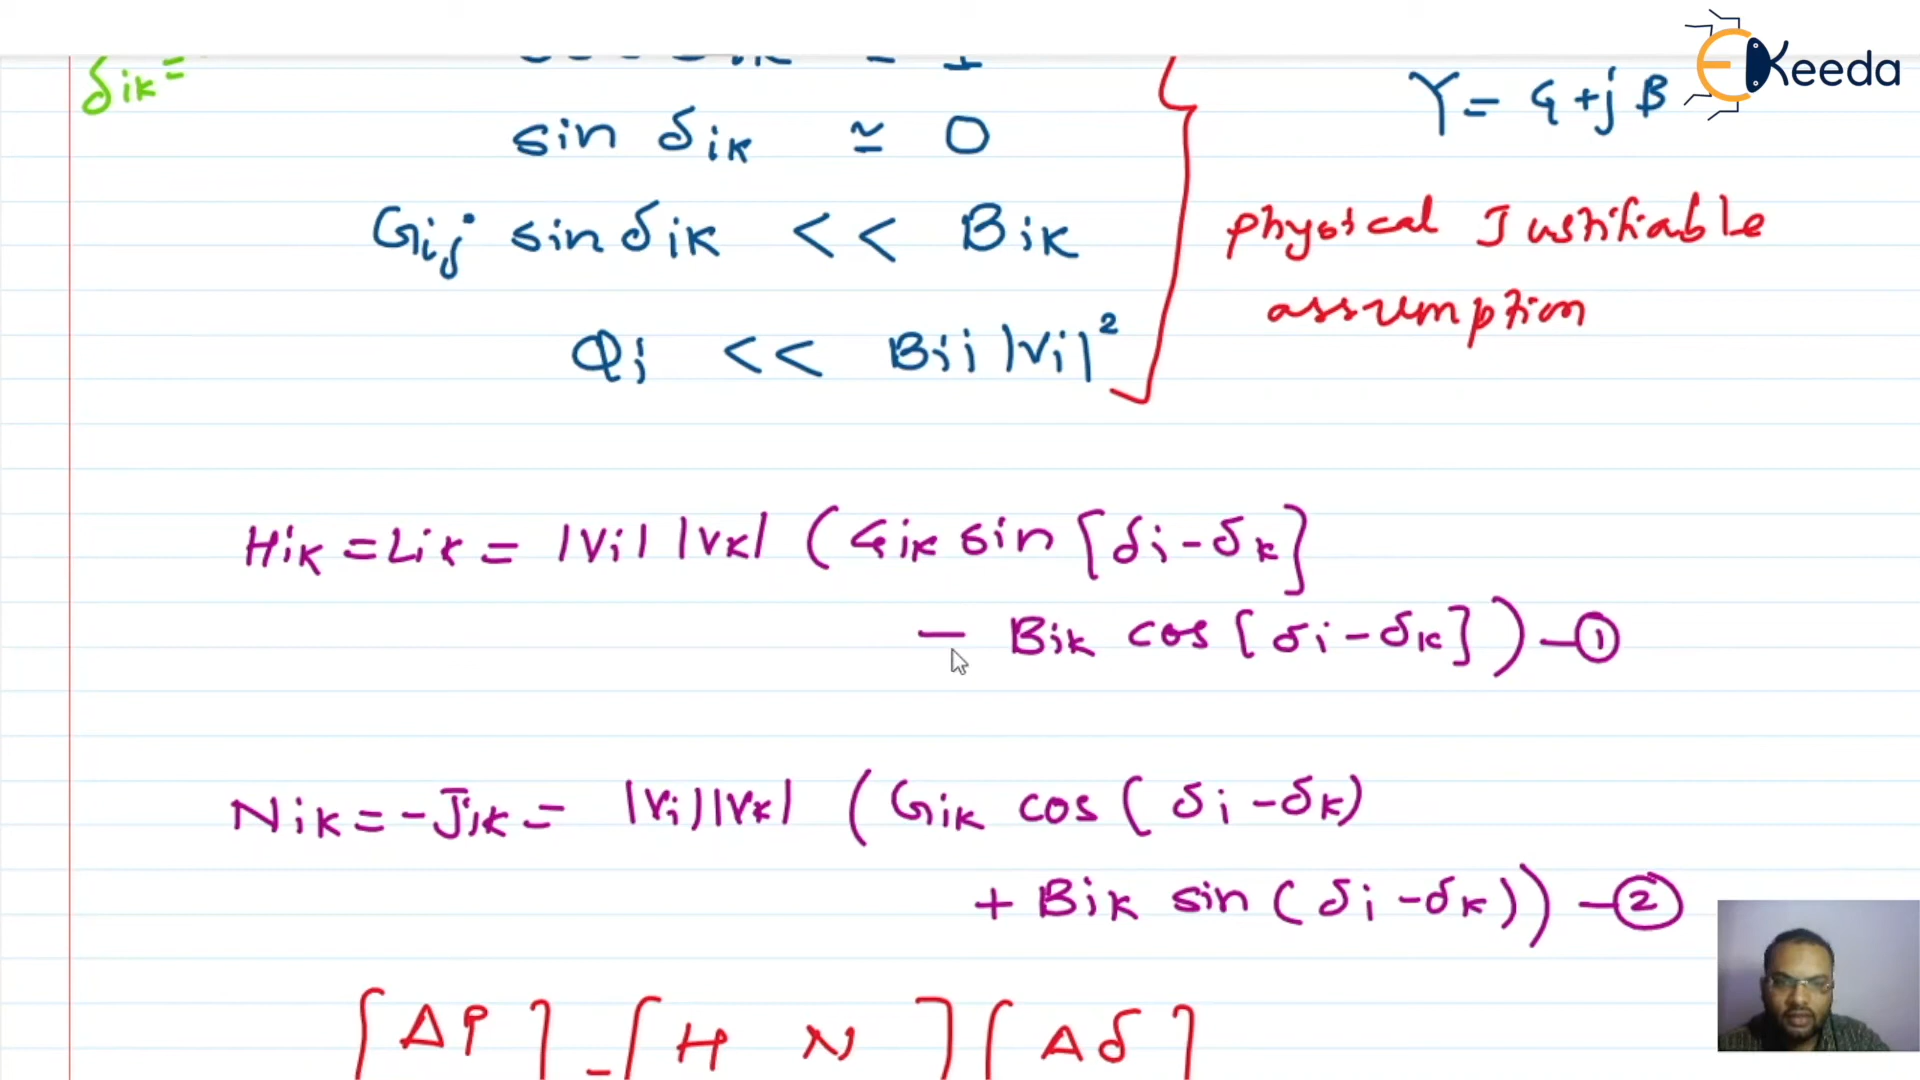 δik =
Keeda
Y = G + j B
sin δik ≃ 0
Gij sin δik << Bik
physical Justifiable
assumption
Qi << Bii |Vi|²
Hik = Lik = |Vi| |Vk| (Gik sin [δi - δk]
- Bik cos [δi - δk]) - ①
Nik = -Jik = |Vi||Vk| (Gik cos (δi - δk)
+ Bik sin (δi - δk)) - ②
[ΔP] = [H N] [Δδ]